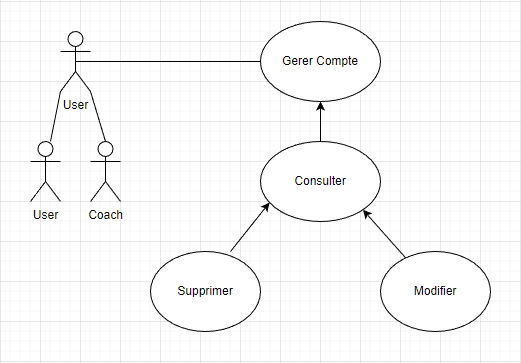 Gerer Compte
User
User
Coach
Consulter
Supprimer
Modifier